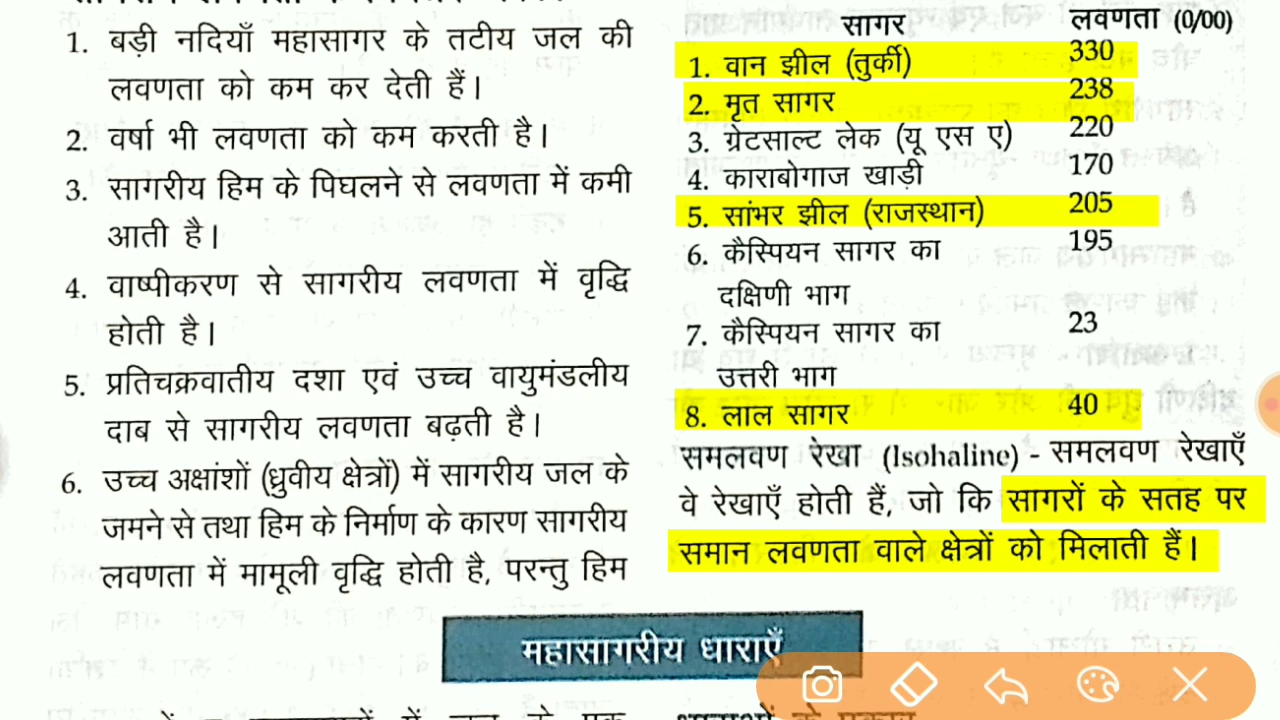 1. बड़ी नदियाँ महासागर के तटीय जल की
लवणता को कम कर देती हैं।
2. वर्षा भी लवणता को कम करती है।
3. सागरीय हिम के पिघलने से लवणता में कमी
आती है।
4. वाष्पीकरण से सागरीय लवणता में वृद्धि
होती है।
5. प्रतिचक्रवातीय दशा एवं उच्च वायुमंडलीय
दाब से सागरीय लवणता बढ़ती है।
6. उच्च अक्षांशों (ध्रुवीय क्षेत्रों) में सागरीय जल के
जमने से तथा हिम के निर्माण के कारण सागरीय
लवणता में मामूली वृद्धि होती है, परन्तु हिम
सागर लवणता (0/00)
1. वान झील (तुर्की) 330
2. मृत सागर 238
3. ग्रेटसाल्ट लेक (यू एस ए) 220
4. काराबोगाज खाड़ी 170
5. सांभर झील (राजस्थान) 205
6. कैस्पियन सागर का 195
दक्षिणी भाग
7. कैस्पियन सागर का 23
उत्तरी भाग
8. लाल सागर 40
समलवण रेखा (Isohaline) - समलवण रेखाएँ
वे रेखाएँ होती हैं, जो कि सागरों के सतह पर
समान लवणता वाले क्षेत्रों को मिलाती हैं।
महासागरीय धाराएँ